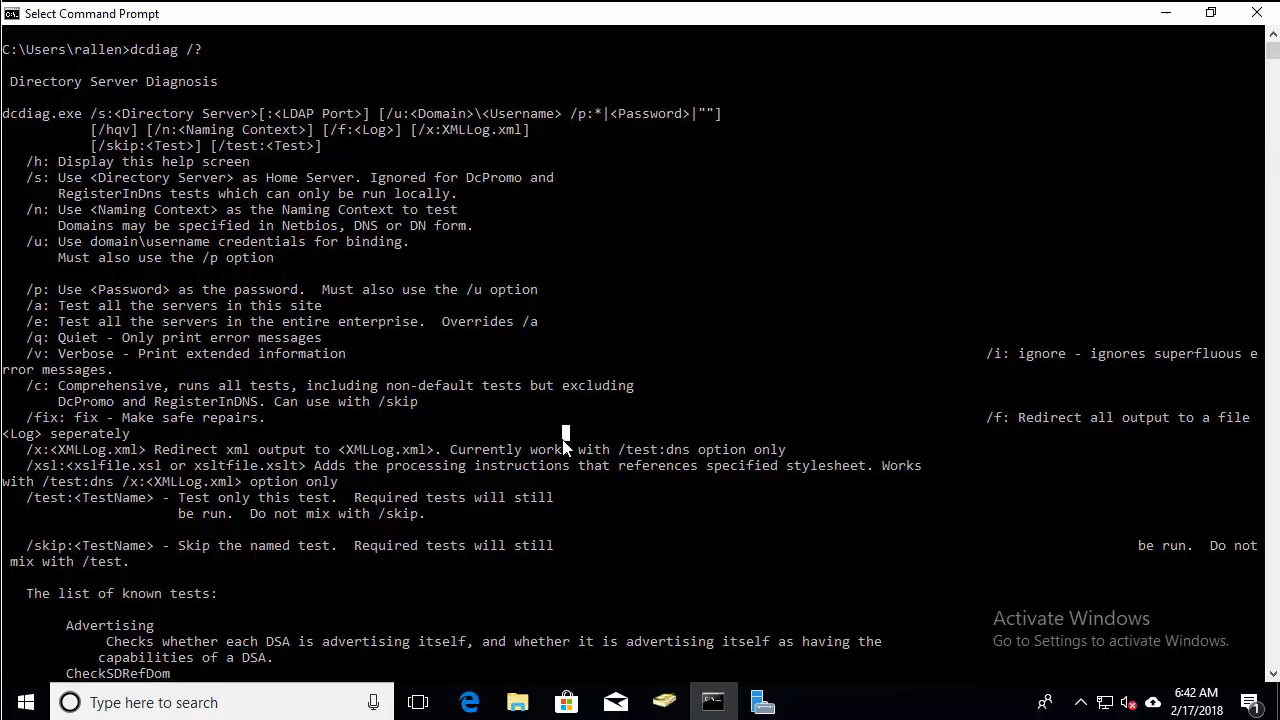 Select Command Prompt
C:\Users\rallen>dcdiag /?
Directory Server Diagnosis
dcdiag.exe /s:<Directory Server>[:<LDAP Port>] [/u:<Domain>\<Username> /p:*|<Password>|""]
[/hqv] [/n:<Naming Context>] [/f:<Log>] [/x:XMLLog.xml]
[/skip:<Test>] [/test:<Test>]
/h: Display this help screen
/s: Use <Directory Server> as Home Server. Ignored for DcPromo and
RegisterInDns tests which can only be run locally.
/n: Use <Naming Context> as the Naming Context to test
Domains may be specified in Netbios, DNS or DN form.
/u: Use domain\username credentials for binding.
Must also use the /p option
/p: Use <Password> as the password.  Must also use the /u option
/a: Test all the servers in this site
/e: Test all the servers in the entire enterprise.  Overrides /a
/q: Quiet - Only print error messages
/v: Verbose - Print extended information /i: ignore - ignores superfluous e
rror messages.
/c: Comprehensive, runs all tests, including non-default tests but excluding
DcPromo and RegisterInDNS. Can use with /skip
/fix: fix - Make safe repairs. /f: Redirect all output to a file
<Log> seperately
/x:<XMLLog.xml> Redirect xml output to <XMLLog.xml>. Currently works with /test:dns option only
/xsl:<xslfile.xsl or xsltfile.xslt> Adds the processing instructions that references specified stylesheet. Works
with /test:dns /x:<XMLLog.xml> option only
/test:<TestName> - Test only this test.  Required tests will still
be run.  Do not mix with /skip.
/skip:<TestName> - Skip the named test.  Required tests will still be run.  Do not
mix with /test.
The list of known tests:
Advertising
Checks whether each DSA is advertising itself, and whether it is advertising itself as having the
capabilities of a DSA.
CheckSDRefDom
Activate Windows
Go to Settings to activate Windows.
Type here to search
6:42 AM
2/17/2018
1